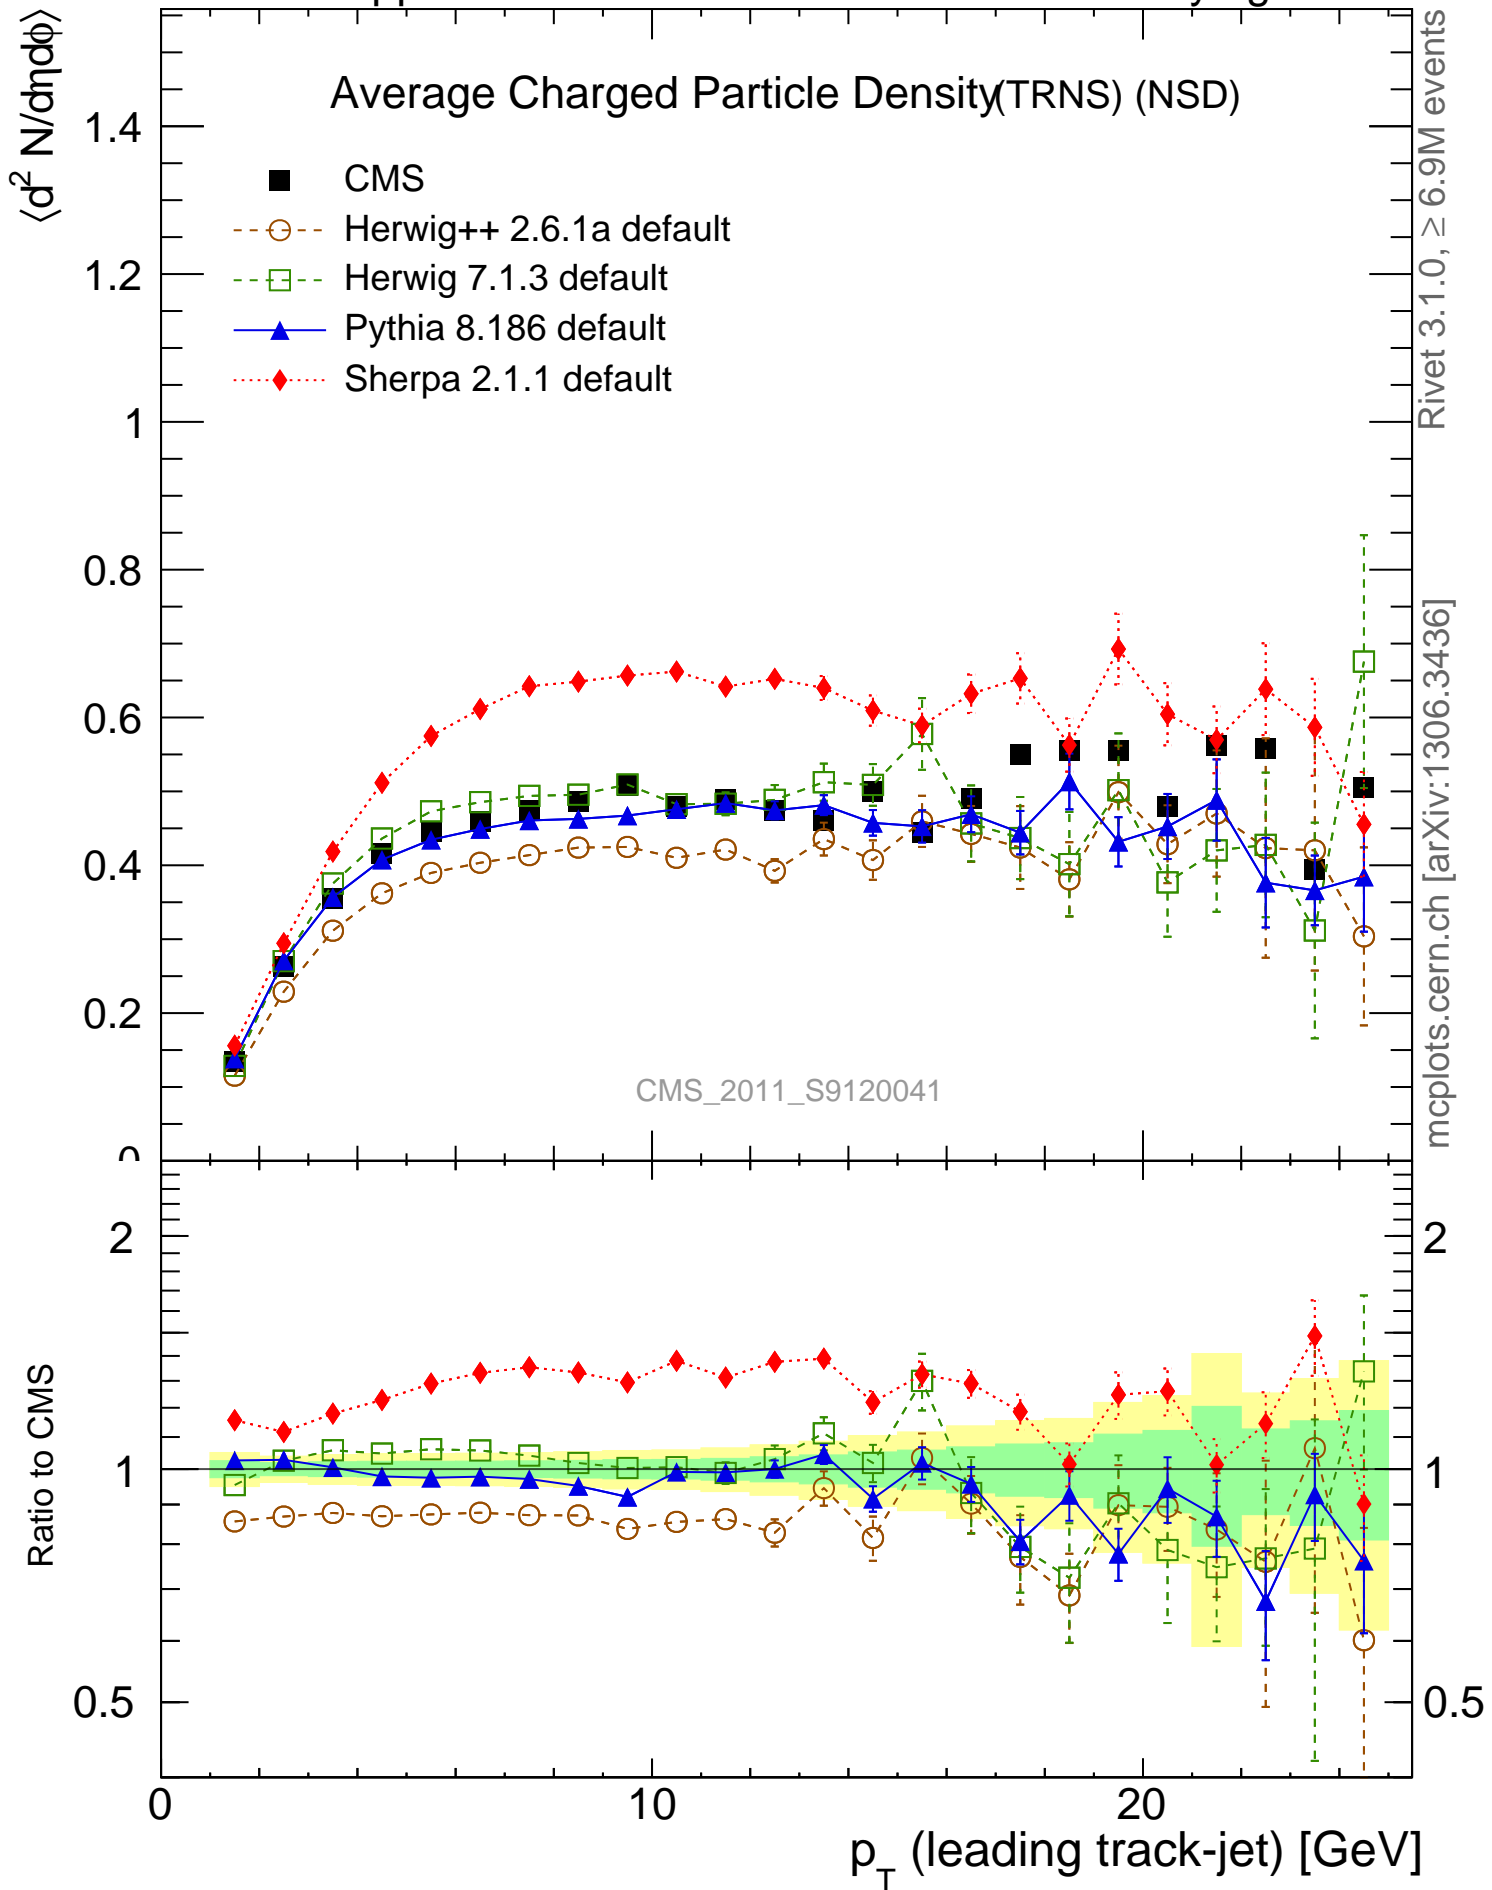 ⟨d² N/dηdϕ⟩
Average Charged Particle Density (TRNS) (NSD)
CMS
Herwig++ 2.6.1a default
Herwig 7.1.3 default
Pythia 8.186 default
Sherpa 2.1.1 default
1.4
1.2
1
0.8
0.6
0.4
0.2
0
CMS_2011_S9120041
Rivet 3.1.0, ≥ 6.9M events
mcplots.cern.ch [arXiv:1306.3436]
Ratio to CMS
2
1
0.5
2
1
0.5
0
10
20
p_T (leading track-jet) [GeV]